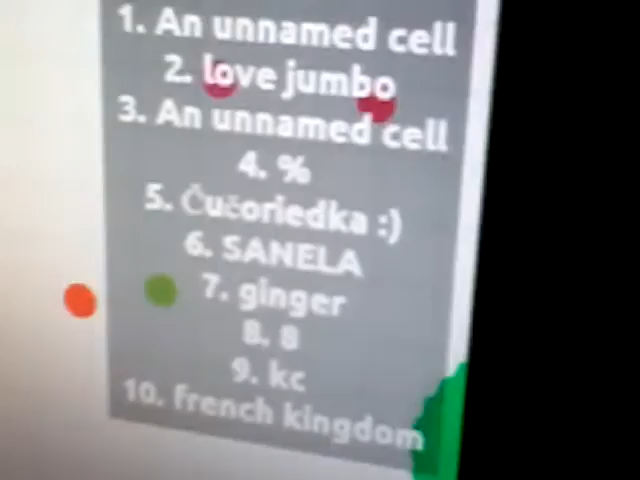 1. An unnamed cell
2. love jumbo
3. An unnamed cell
4. %
5. Čučoriedka :)
6. SANELA
7. ginger
8. 8
9. kc
10. french kingdom